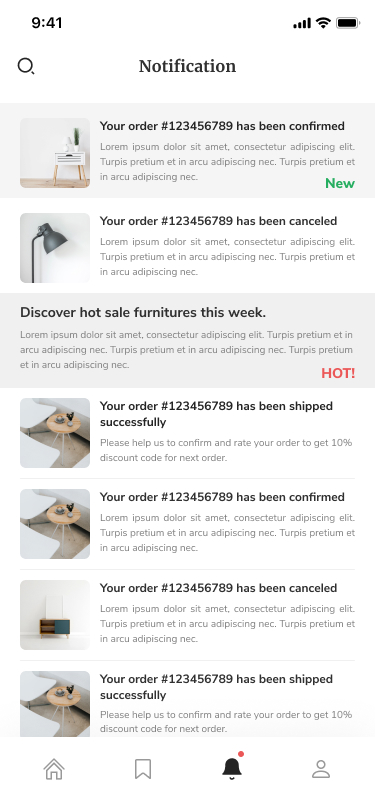 9:41
Notification
Your order #123456789 has been confirmed
Lorem ipsum dolor sit amet, consectetur adipiscing elit.
Turpis pretium et in arcu adipiscing nec. Turpis pretium et
in arcu adipiscing nec.
New
Your order #123456789 has been canceled
Lorem ipsum dolor sit amet, consectetur adipiscing elit.
Turpis pretium et in arcu adipiscing nec. Turpis pretium et
in arcu adipiscing nec.
Discover hot sale furnitures this week.
Lorem ipsum dolor sit amet, consectetur adipiscing elit. Turpis pretium et in
arcu adipiscing nec. Turpis pretium et in arcu adipiscing nec. Turpis pretium
et in arcu adipiscing nec.
HOT!
Your order #123456789 has been shipped
successfully
Please help us to confirm and rate your order to get 10%
discount code for next order.
Your order #123456789 has been confirmed
Lorem ipsum dolor sit amet, consectetur adipiscing elit.
Turpis pretium et in arcu adipiscing nec. Turpis pretium et
in arcu adipiscing nec.
Your order #123456789 has been canceled
Lorem ipsum dolor sit amet, consectetur adipiscing elit.
Turpis pretium et in arcu adipiscing nec. Turpis pretium et
in arcu adipiscing nec.
Your order #123456789 has been shipped
successfully
Please help us to confirm and rate your order to get 10%
discount code for next order.